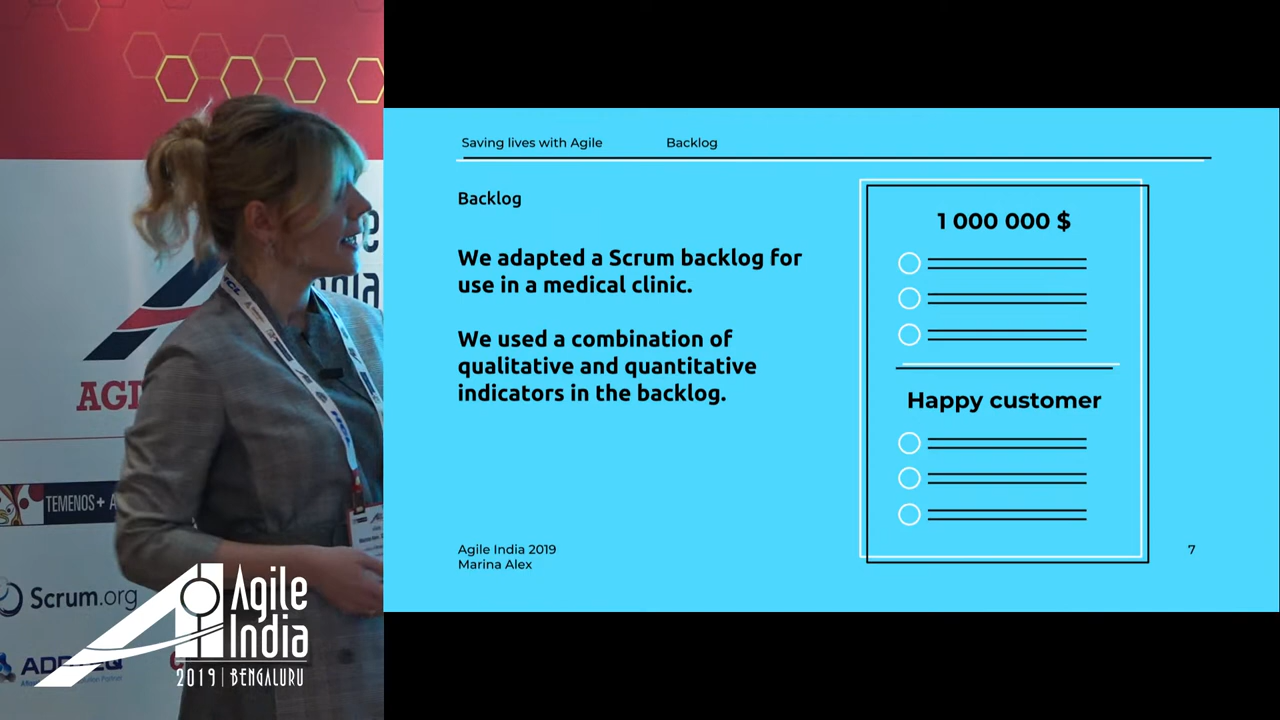 Saving lives with Agile
Backlog
Backlog
We adapted a Scrum backlog for
use in a medical clinic.
We used a combination of
qualitative and quantitative
indicators in the backlog.
1 000 000 $
Happy customer
Agile India 2019
Marina Alex
7
HCL
HCL
TEMENOS+
Scrum.org
Agile
India
2019 | BENGALURU